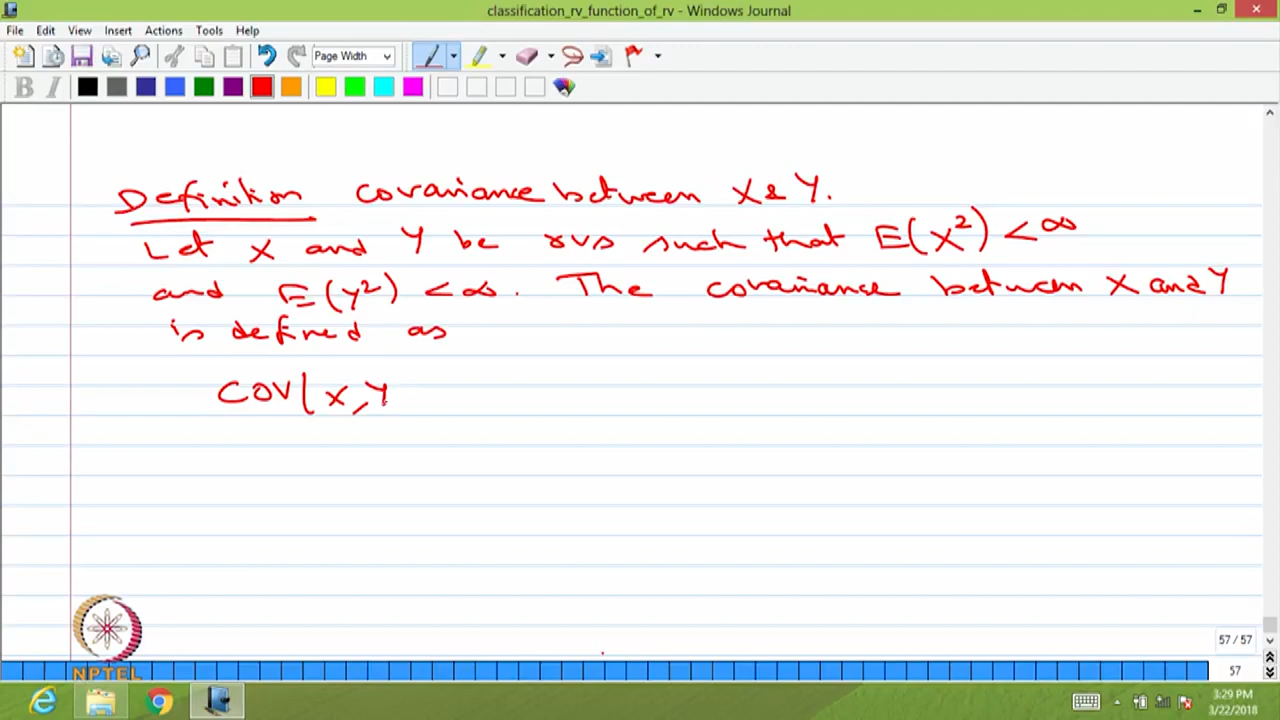 classification_rv_function_of_rv - Windows Journal
File Edit View Insert Actions Tools Help
Page Width
B I
Definition covariance between X & Y.
Let X and Y be rvs such that E(X²) < ∞
and E(Y²) < ∞. The covariance between X and Y
is defined as
COV(X,Y
57 / 57
NPTEL
57
3:29 PM
3/22/2018